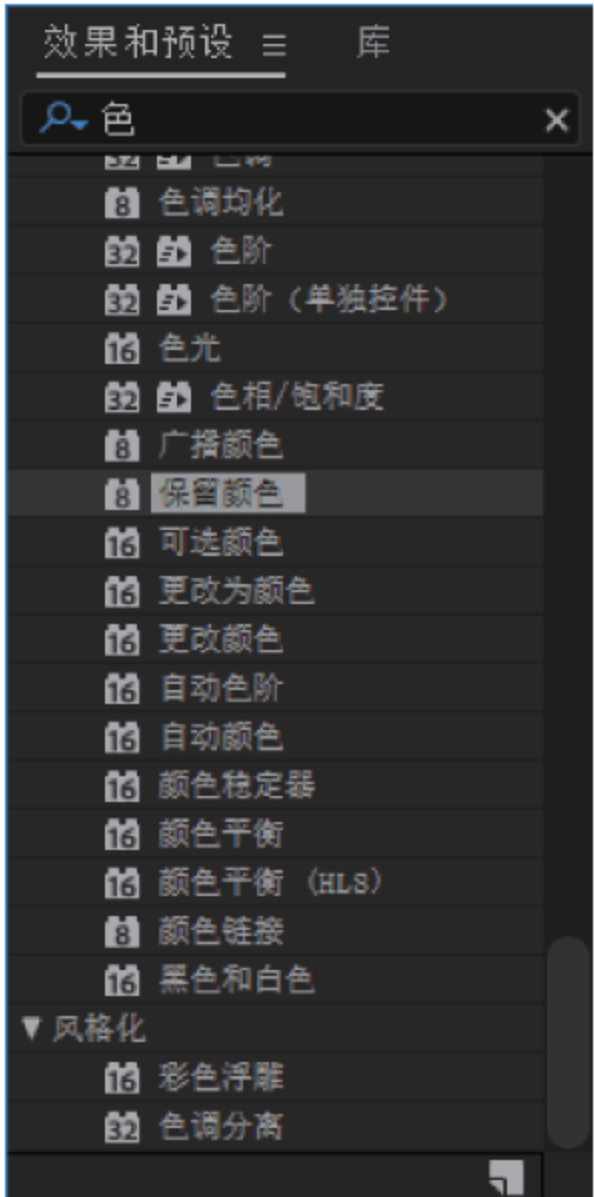 效果和预设 ≡ 库
色 ×
32 色调
8 色调均化
32 色阶
32 色阶（单独控件）
16 色光
32 色相/饱和度
8 广播颜色
8 保留颜色
16 可选颜色
16 更改为颜色
16 更改颜色
16 自动色阶
16 自动颜色
16 颜色稳定器
16 颜色平衡
16 颜色平衡 (HLS)
8 颜色链接
16 黑色和白色
▼ 风格化
16 彩色浮雕
32 色调分离